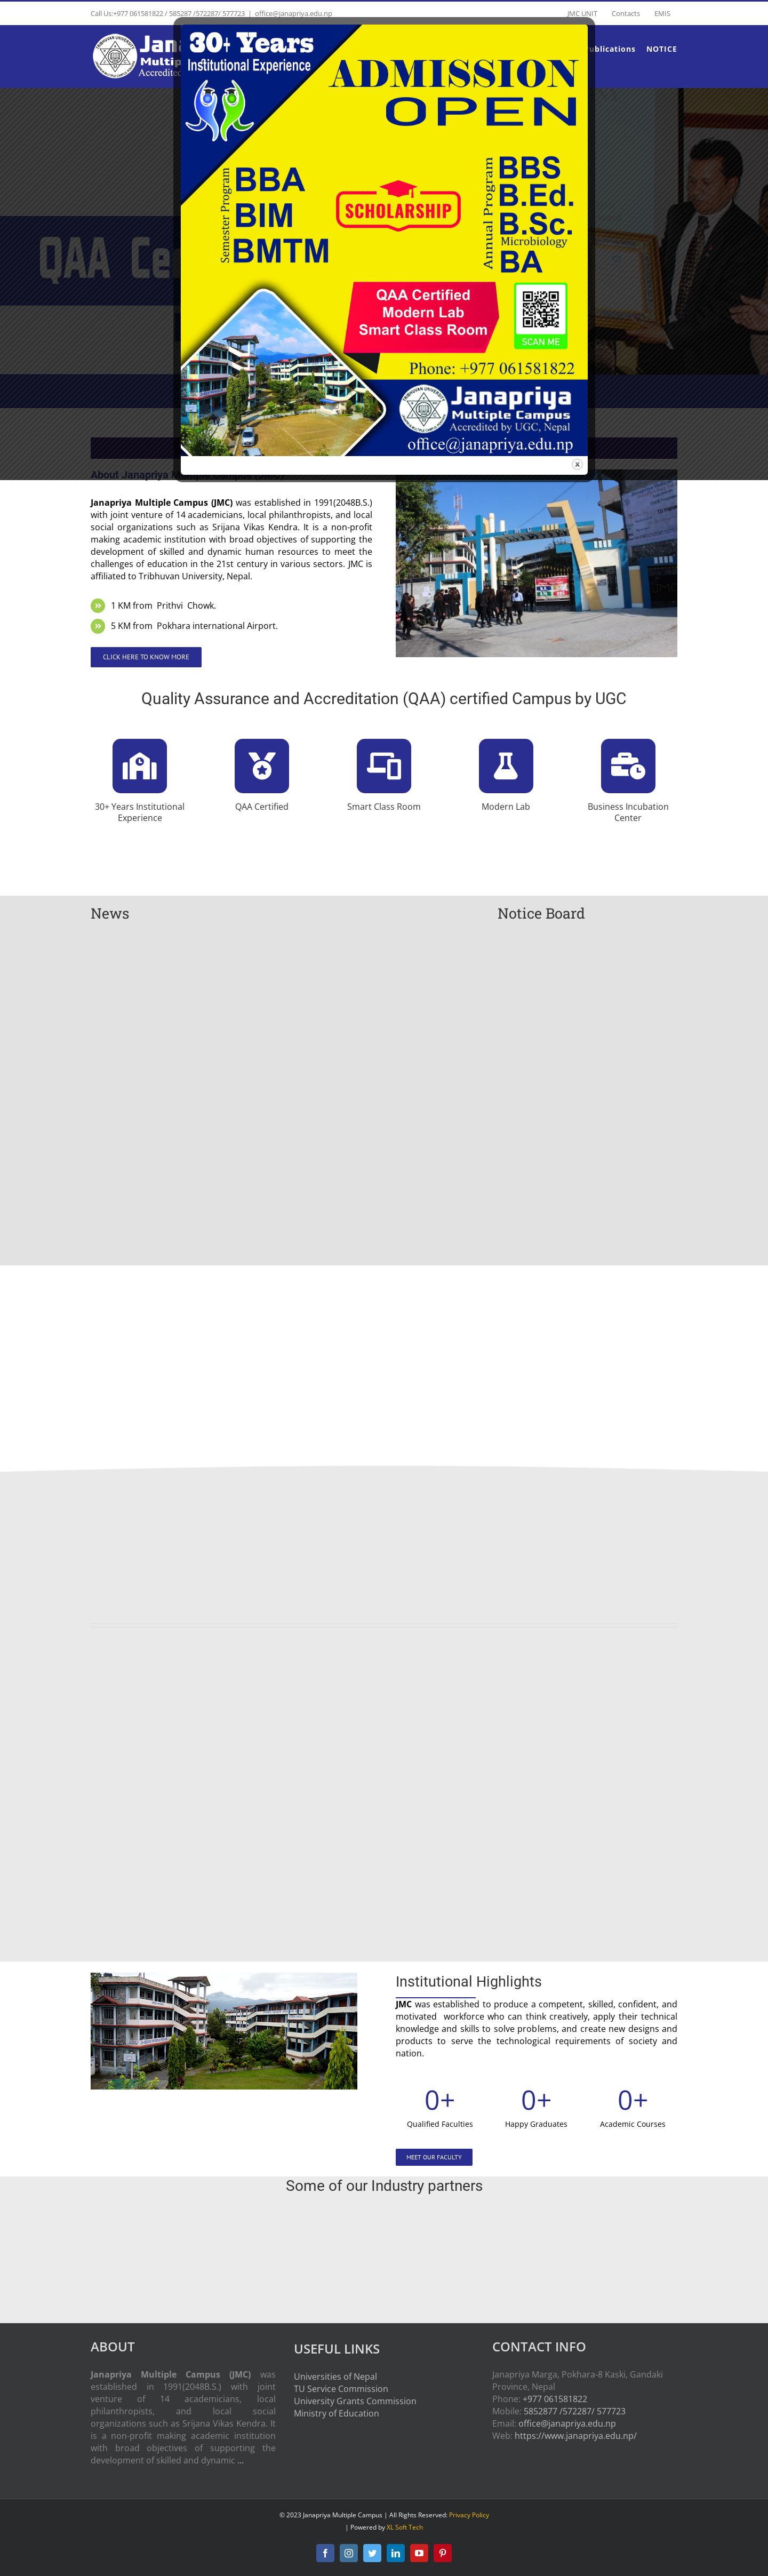 Call Us:+977 061581822 / 585287 /572287/ 577723 | office@janapriya.edu.np
JMC UNIT Contacts EMIS
Publications NOTICE
30+ Years
Institutional Experience
ADMISSION
OPEN
Semester Program
BBA
BIM
BMTM
SCHOLARSHIP
Annual Program
BBS
B.Ed.
B.Sc.
Microbiology
BA
QAA Certified
Modern Lab
Smart Class Room
SCAN ME
Phone: +977 061581822
Janapriya
Multiple Campus
Accredited by UGC, Nepal
office@janapriya.edu.np
QAA Ce
About Janapriya Multiple Campus (JMC)
Janapriya Multiple Campus (JMC) was established in 1991(2048B.S.)
with joint venture of 14 academicians, local philanthropists, and local
social organizations such as Srijana Vikas Kendra. It is a non-profit
making academic institution with broad objectives of supporting the
development of skilled and dynamic human resources to meet the
challenges of education in the 21st century in various sectors. JMC is
affiliated to Tribhuvan University, Nepal.
1 KM from Prithvi Chowk.
5 KM from Pokhara international Airport.
CLICK HERE TO KNOW MORE
Quality Assurance and Accreditation (QAA) certified Campus by UGC
30+ Years Institutional
Experience
QAA Certified
Smart Class Room
Modern Lab
Business Incubation
Center
News
Notice Board
Institutional Highlights
JMC was established to produce a competent, skilled, confident, and
motivated workforce who can think creatively, apply their technical
knowledge and skills to solve problems, and create new designs and
products to serve the technological requirements of society and
nation.
0+ 0+ 0+
Qualified Faculties Happy Graduates Academic Courses
MEET OUR FACULTY
Some of our Industry partners
ABOUT
Janapriya Multiple Campus (JMC) was
established in 1991(2048B.S.) with joint
venture of 14 academicians, local
philanthropists, and local social
organizations such as Srijana Vikas Kendra. It
is a non-profit making academic institution
with broad objectives of supporting the
development of skilled and dynamic ...
USEFUL LINKS
Universities of Nepal
TU Service Commission
University Grants Commission
Ministry of Education
CONTACT INFO
Janapriya Marga, Pokhara-8 Kaski, Gandaki
Province, Nepal
Phone: +977 061581822
Mobile: 5852877 /572287/ 577723
Email: office@janapriya.edu.np
Web: https://www.janapriya.edu.np/
© 2023 Janapriya Multiple Campus | All Rights Reserved: Privacy Policy
| Powered by XL Soft Tech